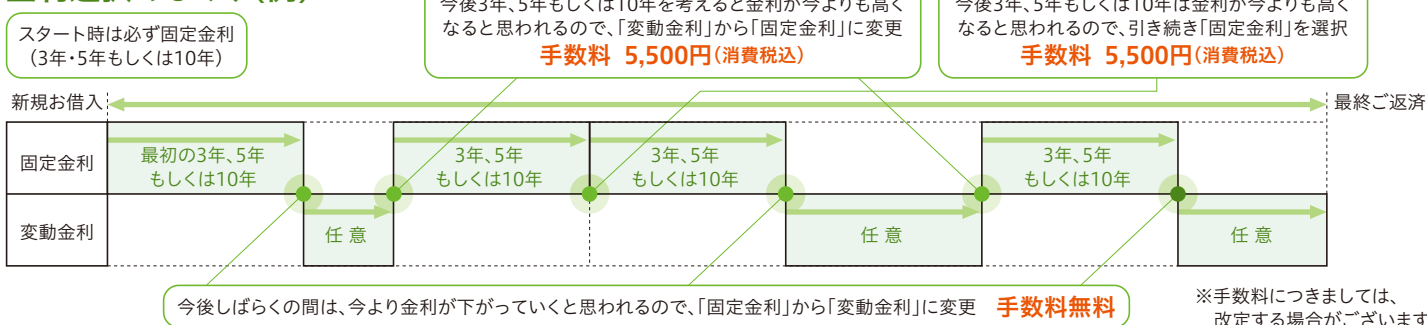 スタート時は必ず固定金利
(3年・5年もしくは10年)
今後3年、5年もしくは10年を考えると金利が今よりも高く
なると思われるので、「変動金利」から「固定金利」に変更
手数料 5,500円(消費税込)
今後3年、5年もしくは10年は金利が今よりも高く
なると思われるので、引き続き「固定金利」を選択
手数料 5,500円(消費税込)
新規お借入
最終ご返済
固定金利
最初の3年、5年
もしくは10年
3年、5年
もしくは10年
3年、5年
もしくは10年
3年、5年
もしくは10年
変動金利
任意
任意
任意
今後しばらくの間は、今より金利が下がっていくと思われるので、「固定金利」から「変動金利」に変更 手数料無料
※手数料につきましては、
改定する場合がございます